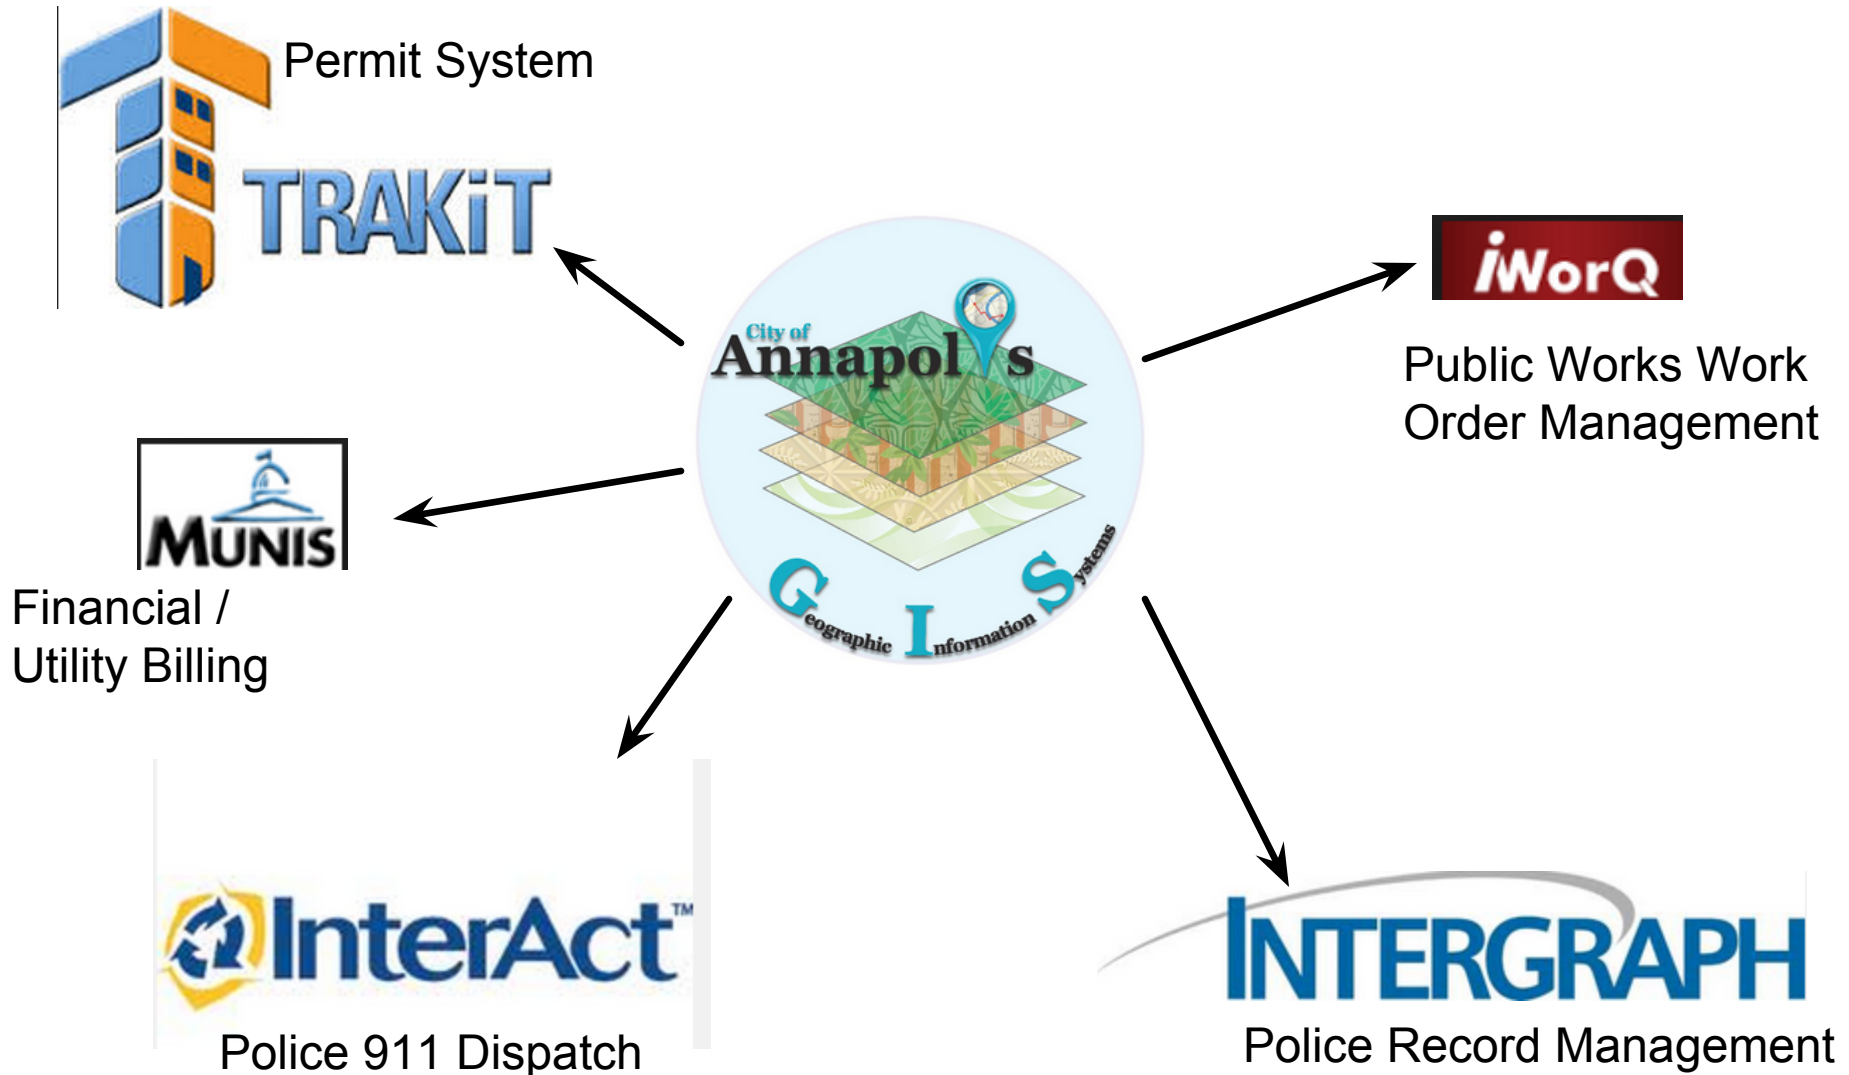 Permit System
TRAKiT
iWorQ
Public Works Work
Order Management
City of
Annapolis
Geographic Information Systems
MUNIS
Financial /
Utility Billing
InterAct™
Police 911 Dispatch
INTERGRAPH
Police Record Management